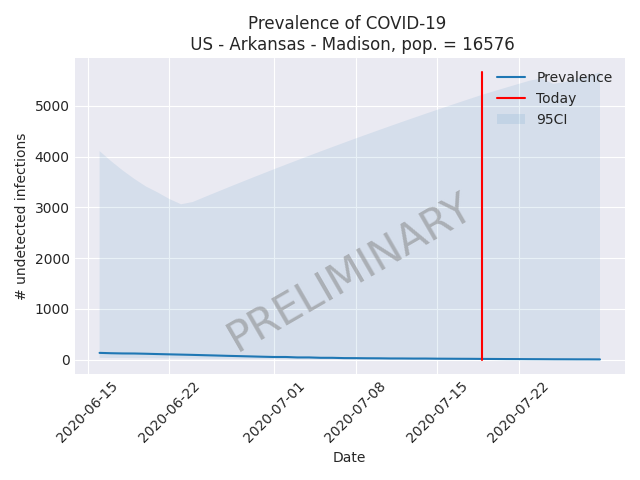 Prevalence of COVID-19
US - Arkansas - Madison, pop. = 16576
Prevalence
Today
95CI
5000
4000
3000
2000
1000
0
# undetected infections
PRELIMINARY
2020-06-15
2020-06-22
2020-07-01
2020-07-08
2020-07-15
2020-07-22
Date